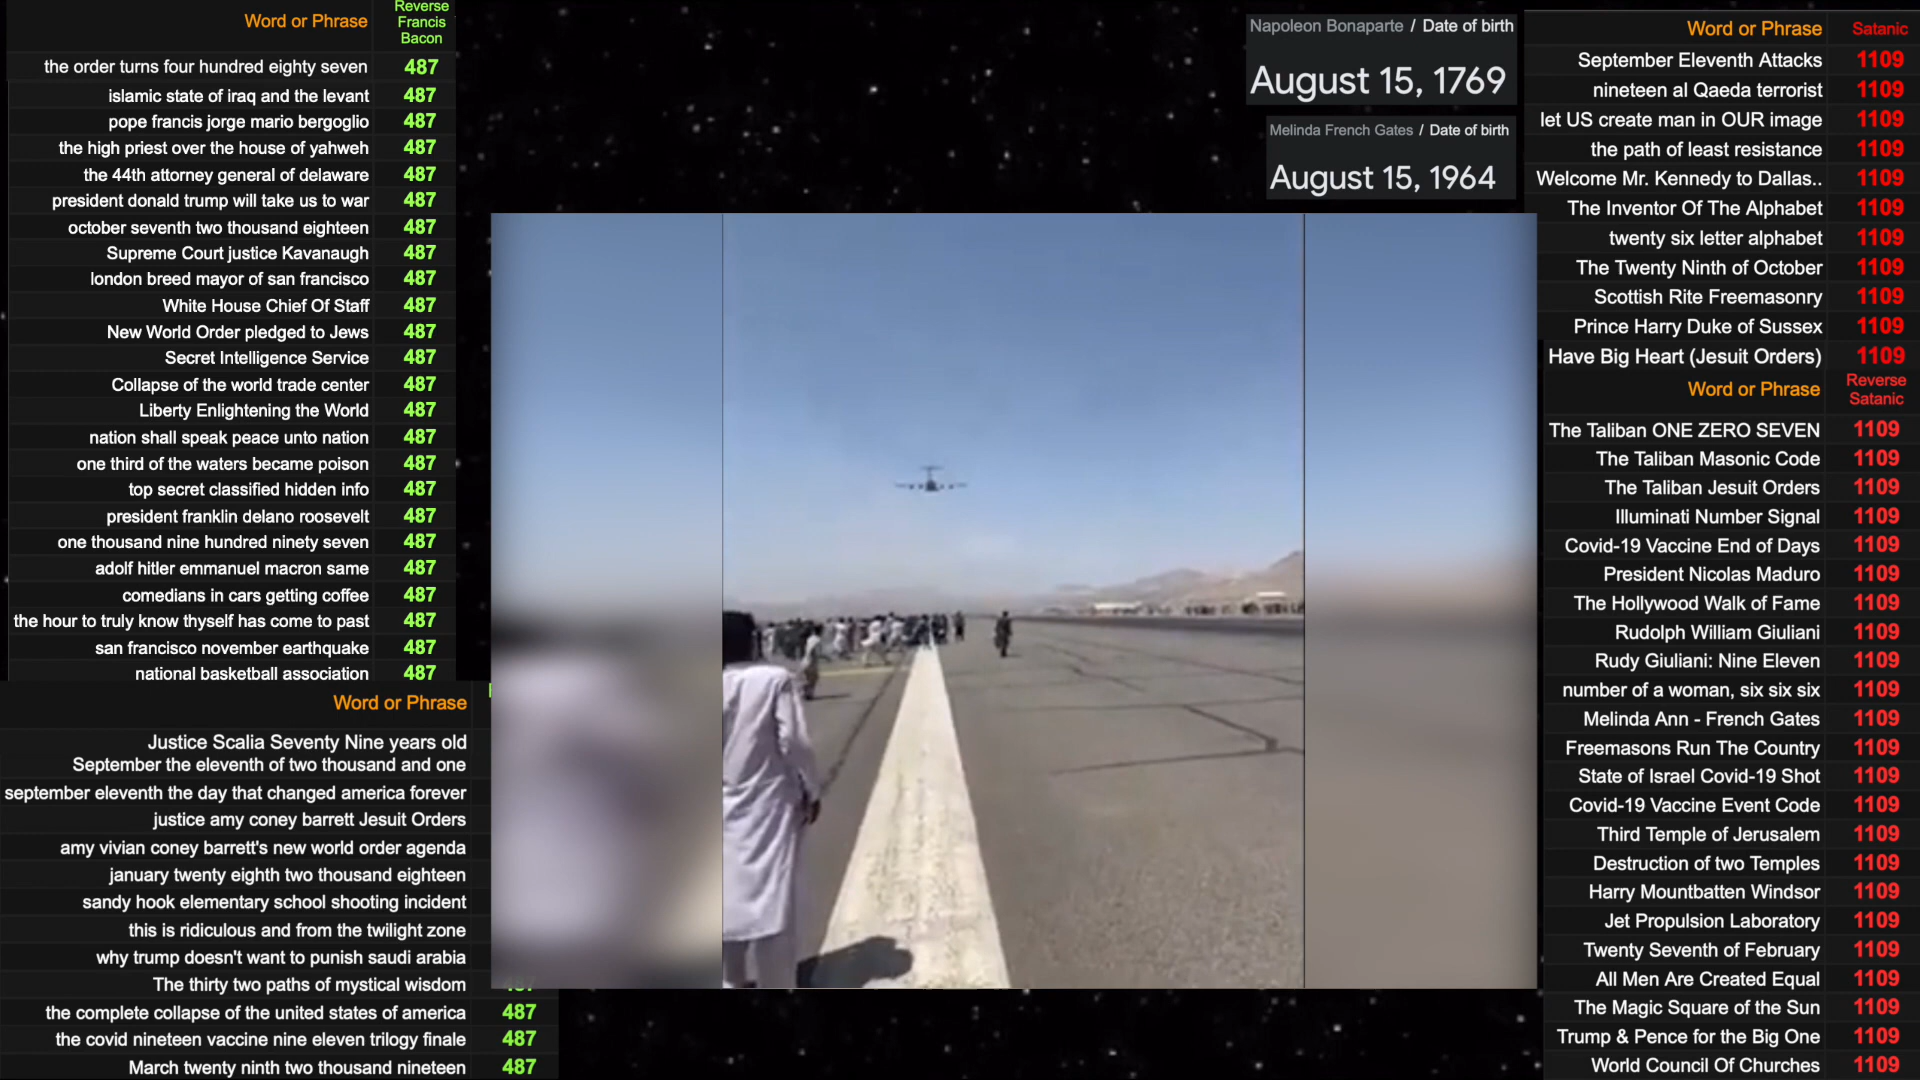 Word or Phrase
Reverse
Francis
Bacon
the order turns four hundred eighty seven 487
islamic state of iraq and the levant 487
pope francis jorge mario bergoglio 487
the high priest over the house of yahweh 487
the 44th attorney general of delaware 487
president donald trump will take us to war 487
october seventh two thousand eighteen 487
Supreme Court justice Kavanaugh 487
london breed mayor of san francisco 487
White House Chief Of Staff 487
New World Order pledged to Jews 487
Secret Intelligence Service 487
Collapse of the world trade center 487
Liberty Enlightening the World 487
nation shall speak peace unto nation 487
one third of the waters became poison 487
top secret classified hidden info 487
president franklin delano roosevelt 487
one thousand nine hundred ninety seven 487
adolf hitler emmanuel macron same 487
comedians in cars getting coffee 487
the hour to truly know thyself has come to past 487
san francisco november earthquake 487
national basketball association 487
Word or Phrase
Justice Scalia Seventy Nine years old
September the eleventh of two thousand and one
september eleventh the day that changed america forever
justice amy coney barrett Jesuit Orders
amy vivian coney barrett's new world order agenda
january twenty eighth two thousand eighteen
sandy hook elementary school shooting incident
this is ridiculous and from the twilight zone
why trump doesn't want to punish saudi arabia
The thirty two paths of mystical wisdom
the complete collapse of the united states of america 487
the covid nineteen vaccine nine eleven trilogy finale 487
March twenty ninth two thousand nineteen 487
Napoleon Bonaparte / Date of birth
August 15, 1769
Melinda French Gates / Date of birth
August 15, 1964
Word or Phrase Satanic
September Eleventh Attacks 1109
nineteen al Qaeda terrorist 1109
let US create man in OUR image 1109
the path of least resistance 1109
Welcome Mr. Kennedy to Dallas.. 1109
The Inventor Of The Alphabet 1109
twenty six letter alphabet 1109
The Twenty Ninth of October 1109
Scottish Rite Freemasonry 1109
Prince Harry Duke of Sussex 1109
Have Big Heart (Jesuit Orders) 1109
Word or Phrase
Reverse
Satanic
The Taliban ONE ZERO SEVEN 1109
The Taliban Masonic Code 1109
The Taliban Jesuit Orders 1109
Illuminati Number Signal 1109
Covid-19 Vaccine End of Days 1109
President Nicolas Maduro 1109
The Hollywood Walk of Fame 1109
Rudolph William Giuliani 1109
Rudy Giuliani: Nine Eleven 1109
number of a woman, six six six 1109
Melinda Ann - French Gates 1109
Freemasons Run The Country 1109
State of Israel Covid-19 Shot 1109
Covid-19 Vaccine Event Code 1109
Third Temple of Jerusalem 1109
Destruction of two Temples 1109
Harry Mountbatten Windsor 1109
Jet Propulsion Laboratory 1109
Twenty Seventh of February 1109
All Men Are Created Equal 1109
The Magic Square of the Sun 1109
Trump & Pence for the Big One 1109
World Council Of Churches 1109